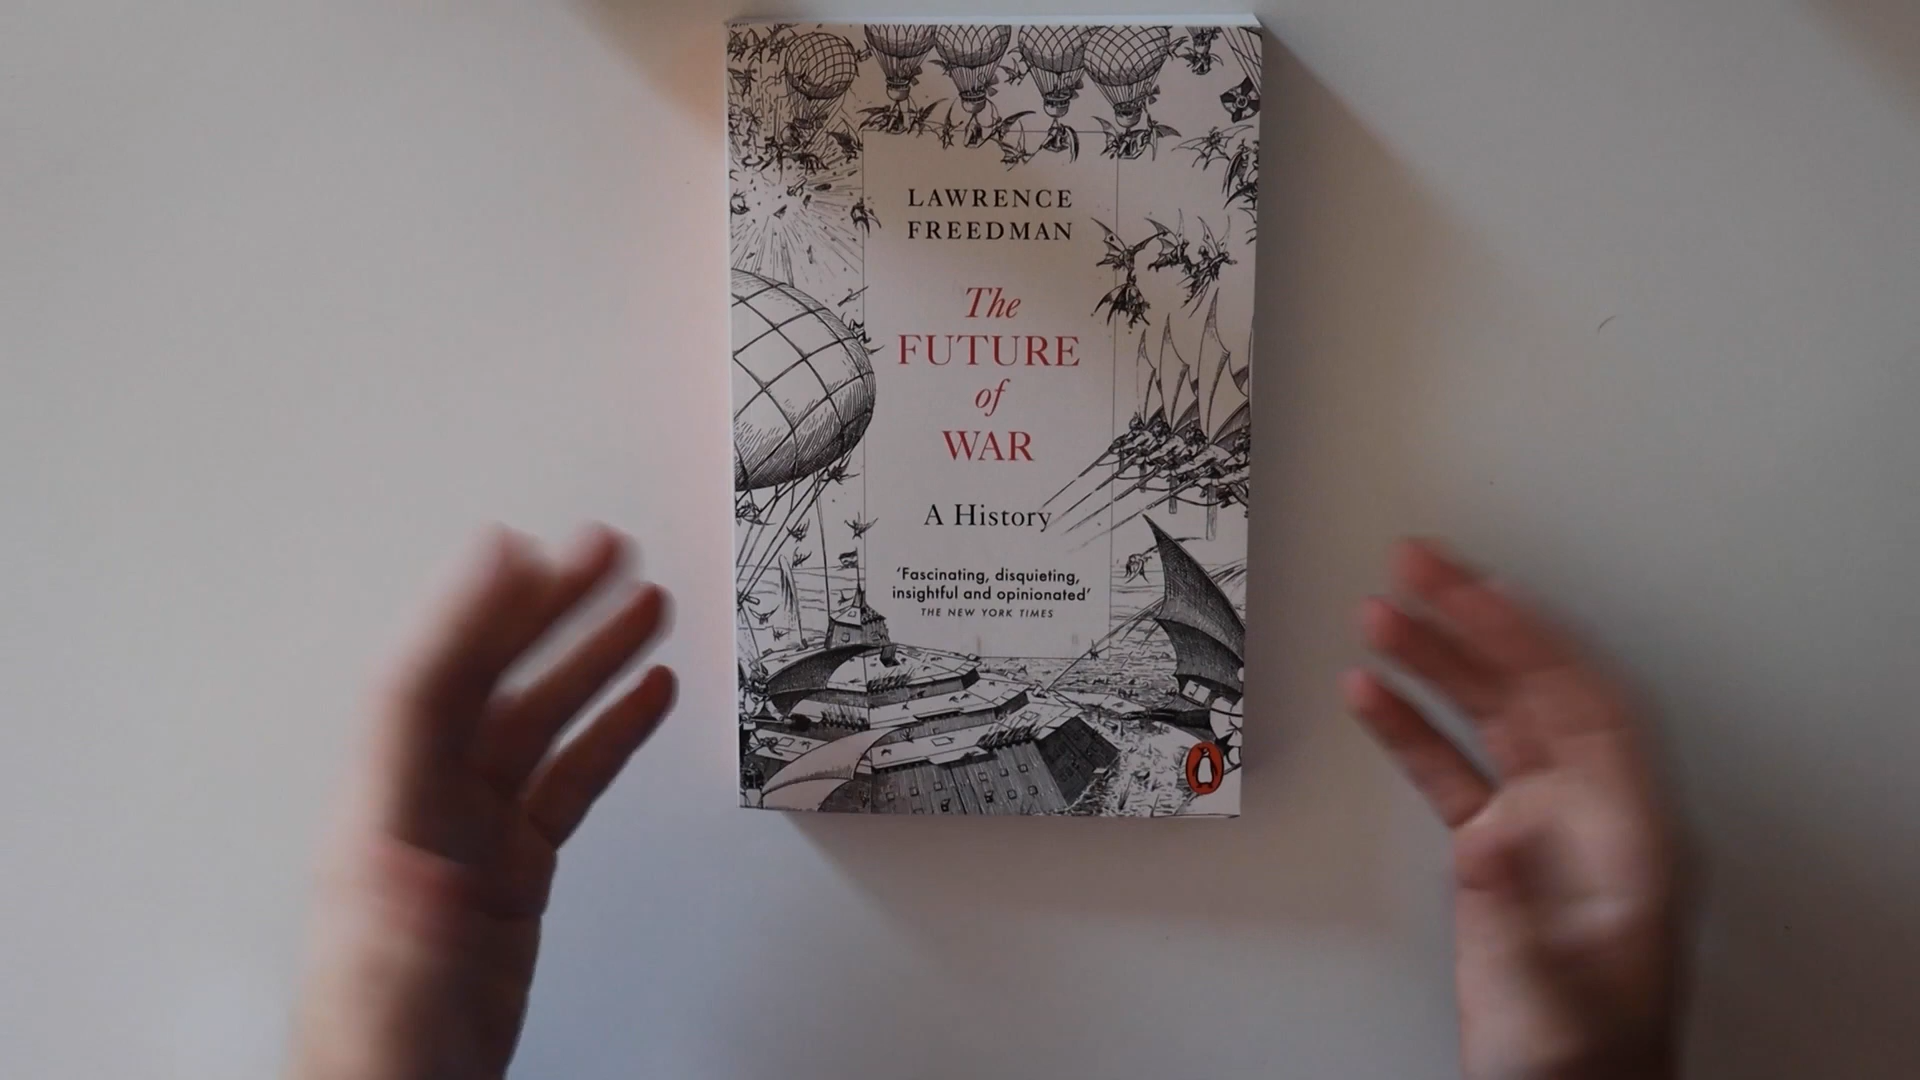 LAWRENCE
FREEDMAN
The
FUTURE
of
WAR
A History
‘Fascinating, disquieting,
insightful and opinionated’
THE NEW YORK TIMES